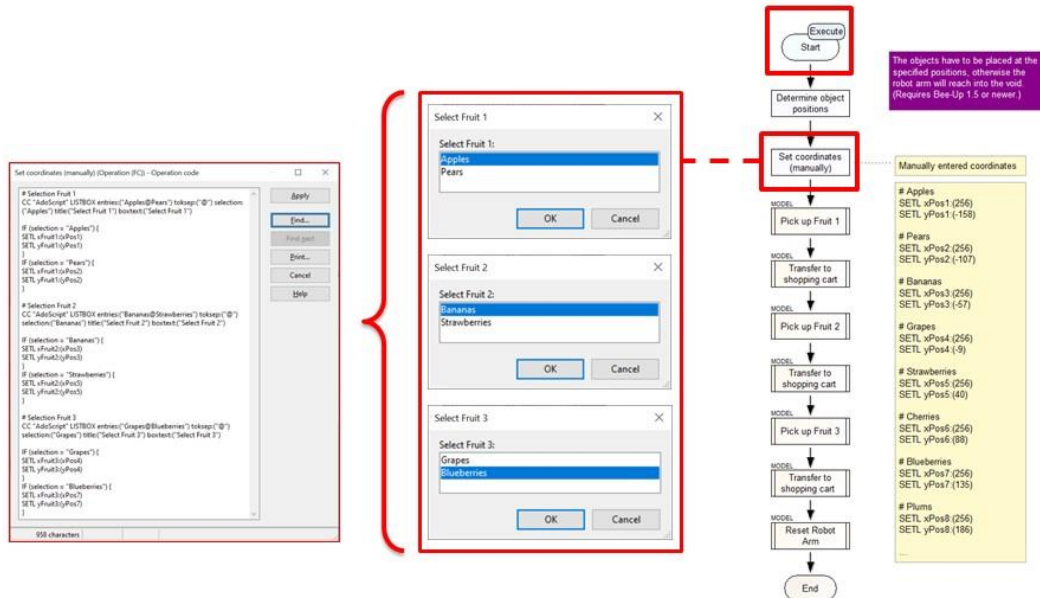 Set coordinates (manually) (Operation (FC)) - Operation code
# Selection Fruit 1
CC "AdoScript" LISTBOX entries:("Apples@Pears") toksep:("@") selection:
("Apples") title:("Select Fruit 1") boxtext:("Select Fruit 1")
IF (selection = "Apples") {
SETL xFruit1:(xPos1)
SETL yFruit1:(yPos1)
}
IF (selection = "Pears") {
SETL xFruit1:(xPos2)
SETL yFruit1:(yPos2)
}
# Selection Fruit 2
CC "AdoScript" LISTBOX entries:("Bananas@Strawberries") toksep:("@")
selection:("Bananas") title:("Select Fruit 2") boxtext:("Select Fruit 2")
IF (selection = "Bananas") {
SETL xFruit2:(xPos3)
SETL yFruit2:(yPos3)
}
IF (selection = "Strawberries") {
SETL xFruit2:(xPos5)
SETL yFruit2:(yPos5)
}
# Selection Fruit 3
CC "AdoScript" LISTBOX entries:("Grapes@Blueberries") toksep:("@")
selection:("Grapes") title:("Select Fruit 3") boxtext:("Select Fruit 3")
IF (selection = "Grapes") {
SETL xFruit3:(xPos4)
SETL yFruit3:(yPos4)
}
IF (selection = "Blueberries") {
SETL xFruit3:(xPos7)
SETL yFruit3:(yPos7)
}
Apply
Find...
Find next
Print...
Cancel
Help
958 characters
Select Fruit 1
Select Fruit 1:
Apples
Pears
OK
Cancel
Select Fruit 2
Select Fruit 2:
Bananas
Strawberries
OK
Cancel
Select Fruit 3
Select Fruit 3:
Grapes
Blueberries
OK
Cancel
Execute
Start
Determine object
positions
Set coordinates
(manually)
MODEL
Pick up Fruit 1
MODEL
Transfer to
shopping cart
MODEL
Pick up Fruit 2
MODEL
Transfer to
shopping cart
MODEL
Pick up Fruit 3
MODEL
Transfer to
shopping cart
MODEL
Reset Robot
Arm
End
The objects have to be placed at the
specified positions, otherwise the
robot arm will reach into the void.
(Requires Bee-Up 1.5 or newer.)
Manually entered coordinates
# Apples
SETL xPos1:(256)
SETL yPos1:(-158)
# Pears
SETL xPos2:(256)
SETL yPos2:(-107)
# Bananas
SETL xPos3:(256)
SETL yPos3:(-57)
# Grapes
SETL xPos4:(256)
SETL yPos4:(-9)
# Strawberries
SETL xPos5:(256)
SETL yPos5:(40)
# Cherries
SETL xPos6:(256)
SETL yPos6:(88)
# Blueberries
SETL xPos7:(256)
SETL yPos7:(135)
# Plums
SETL xPos8:(256)
SETL yPos8:(186)
...